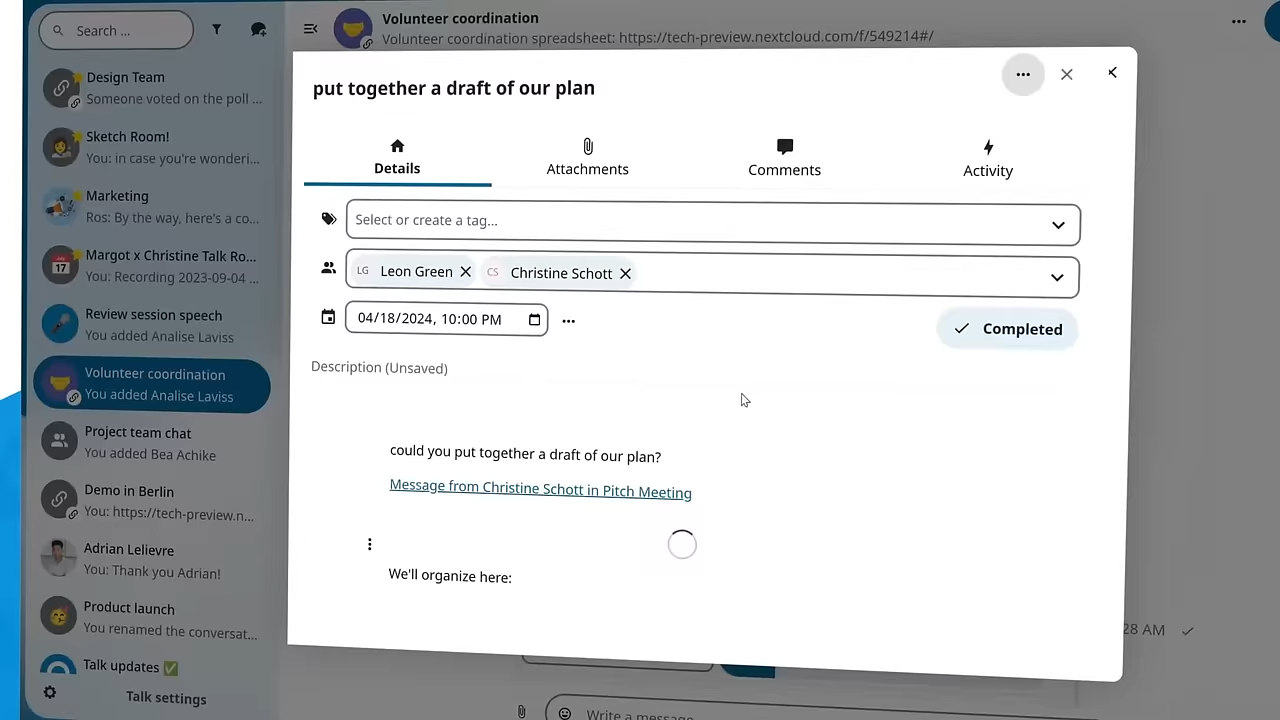 Search ...
Volunteer coordination
Volunteer coordination spreadsheet: https://tech-preview.nextcloud.com/f/549214#/
Design Team
Someone voted on the poll ...
Sketch Room!
You: in case you're wonderi...
Marketing
Ros: By the way, here's a co...
Margot x Christine Talk Ro...
17
You: Recording 2023-09-04 ...
Review session speech
You added Analise Laviss
Volunteer coordination
You added Analise Laviss
Project team chat
You added Bea Achike
Demo in Berlin
You: https://tech-preview.n...
Adrian Lelievre
You: Thank you Adrian!
Product launch
You renamed the conversat...
Talk updates ✅
Talk settings
put together a draft of our plan
Details
Attachments
Comments
Activity
Select or create a tag...
LG Leon Green CS Christine Schott
04/18/2024, 10:00 PM
Completed
Description (Unsaved)
could you put together a draft of our plan?
Message from Christine Schott in Pitch Meeting
We'll organize here:
28 AM
Write a message